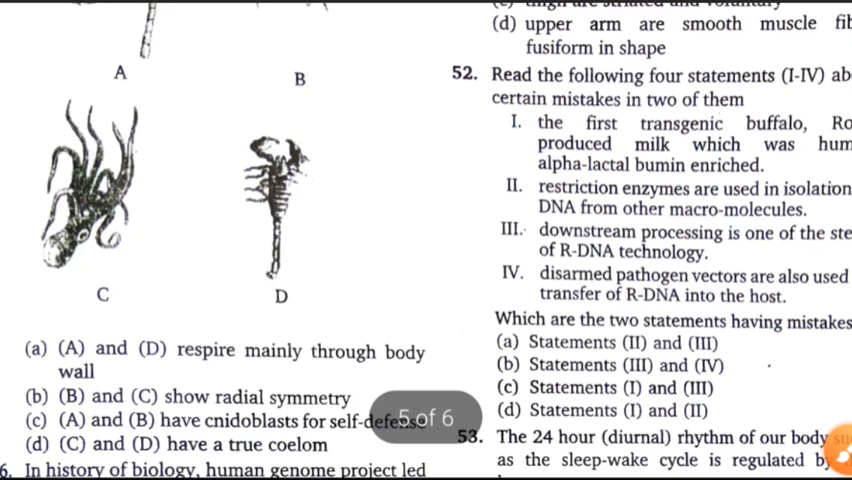 (d) upper arm are smooth muscle
fusiform in shape
A
B
C
D
(a) (A) and (D) respire mainly through body
wall
(b) (B) and (C) show radial symmetry
(c) (A) and (B) have cnidoblasts for self-defense
(d) (C) and (D) have a true coelom
6. In history of biology, human genome project led
5 of 6
52. Read the following four statements (I-IV)
certain mistakes in two of them
I. the first transgenic buffalo,
produced milk which was
alpha-lactal bumin enriched.
II. restriction enzymes are used in isolation
DNA from other macro-molecules.
III. downstream processing is one of the
of R-DNA technology.
IV. disarmed pathogen vectors are also used
transfer of R-DNA into the host.
Which are the two statements having mistakes
(a) Statements (II) and (III)
(b) Statements (III) and (IV)
(c) Statements (I) and (III)
(d) Statements (I) and (II)
53. The 24 hour (diurnal) rhythm of our body
as the sleep-wake cycle is regulated by